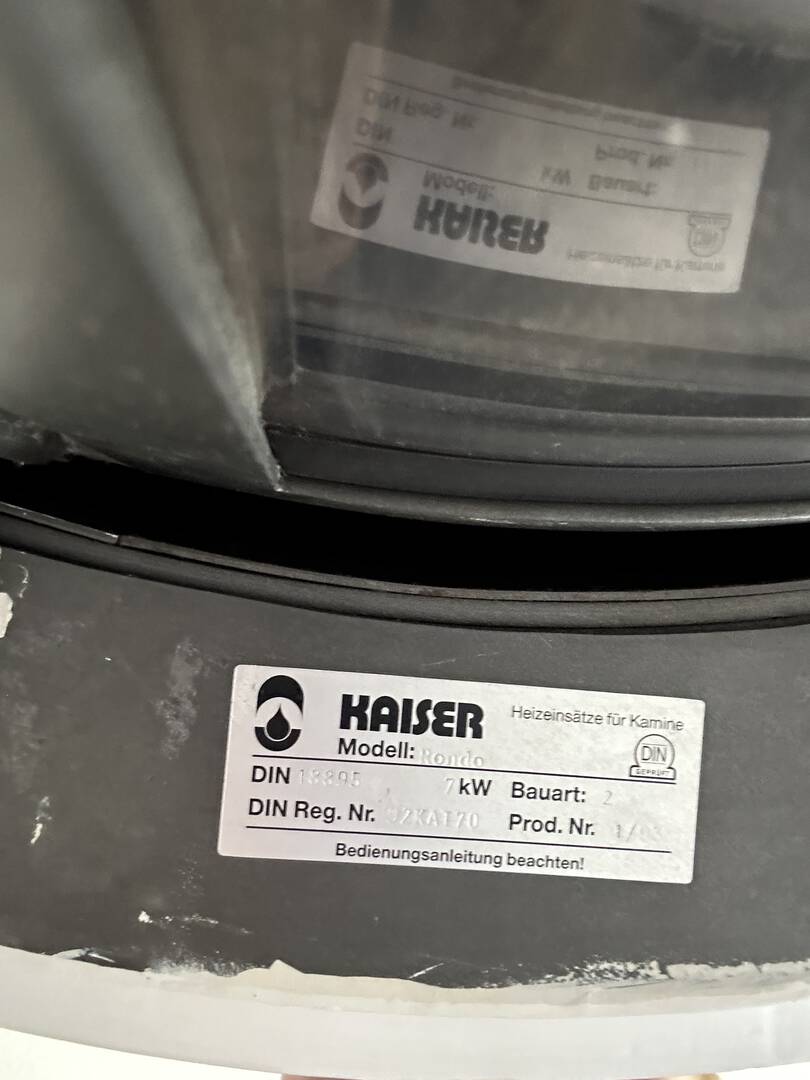 KAISER Heizeinsätze für Kamine
Modell: Rondo
DIN GEPRÜFT
DIN 18895, 7 kW Bauart: 2
DIN Reg. Nr. Prod. Nr.
Bedienungsanleitung beachten!